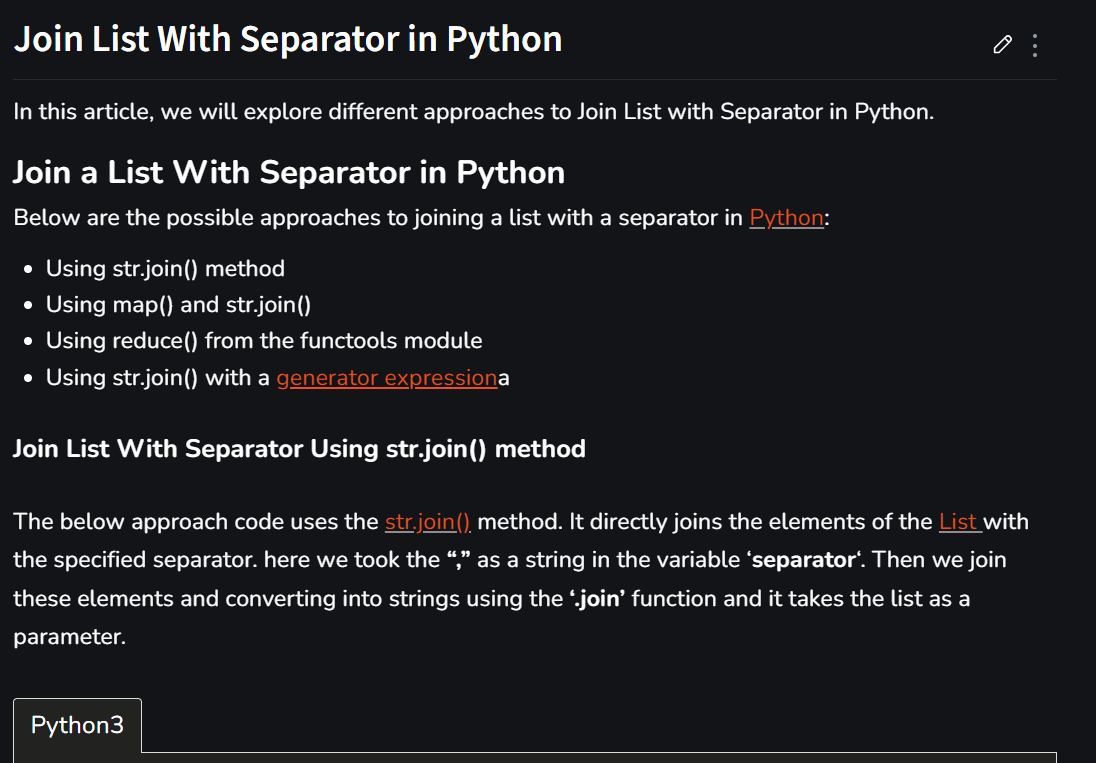 Join List With Separator in Python
In this article, we will explore different approaches to Join List with Separator in Python.
Join a List With Separator in Python
Below are the possible approaches to joining a list with a separator in Python:
• Using str.join() method
• Using map() and str.join()
• Using reduce() from the functools module
• Using str.join() with a generator expressiona
Join List With Separator Using str.join() method
The below approach code uses the str.join() method. It directly joins the elements of the List with
the specified separator. here we took the “,” as a string in the variable ‘separator‘. Then we join
these elements and converting into strings using the ‘.join’ function and it takes the list as a
parameter.
Python3